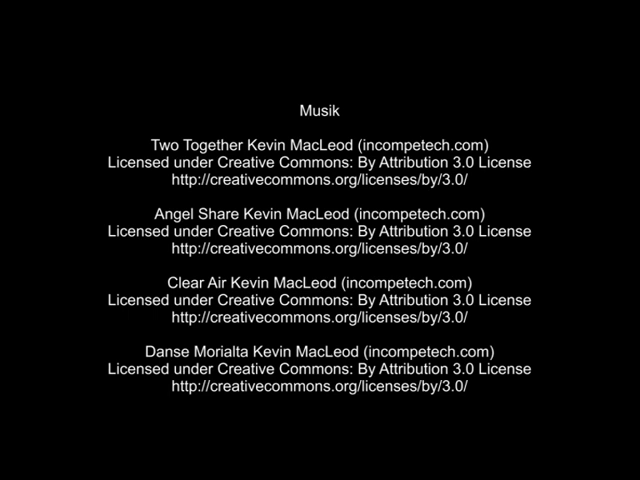 Musik
Two Together Kevin MacLeod (incompetech.com)
Licensed under Creative Commons: By Attribution 3.0 License
http://creativecommons.org/licenses/by/3.0/
Angel Share Kevin MacLeod (incompetech.com)
Licensed under Creative Commons: By Attribution 3.0 License
http://creativecommons.org/licenses/by/3.0/
Clear Air Kevin MacLeod (incompetech.com)
Licensed under Creative Commons: By Attribution 3.0 License
http://creativecommons.org/licenses/by/3.0/
Danse Morialta Kevin MacLeod (incompetech.com)
Licensed under Creative Commons: By Attribution 3.0 License
http://creativecommons.org/licenses/by/3.0/